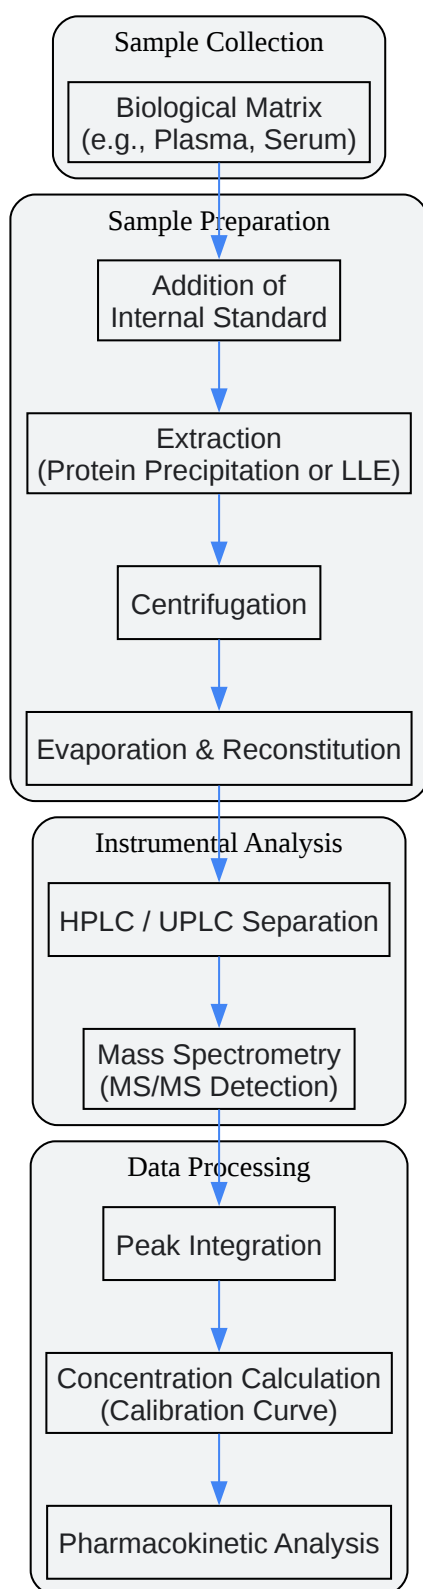 Sample Collection
Biological Matrix
(e.g., Plasma, Serum)
Sample Preparation
Addition of
Internal Standard
Extraction
(Protein Precipitation or LLE)
Centrifugation
Evaporation & Reconstitution
Instrumental Analysis
HPLC / UPLC Separation
Mass Spectrometry
(MS/MS Detection)
Data Processing
Peak Integration
Concentration Calculation
(Calibration Curve)
Pharmacokinetic Analysis